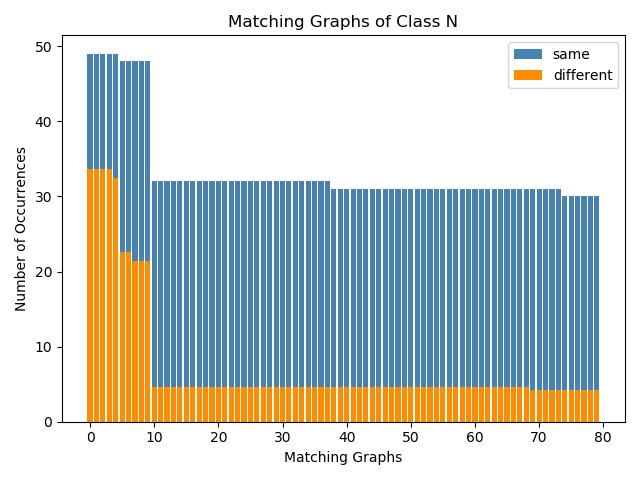 Matching Graphs of Class N
same
different
Number of Occurrences
50
40
30
20
10
0
0 10 20 30 40 50 60 70 80
Matching Graphs